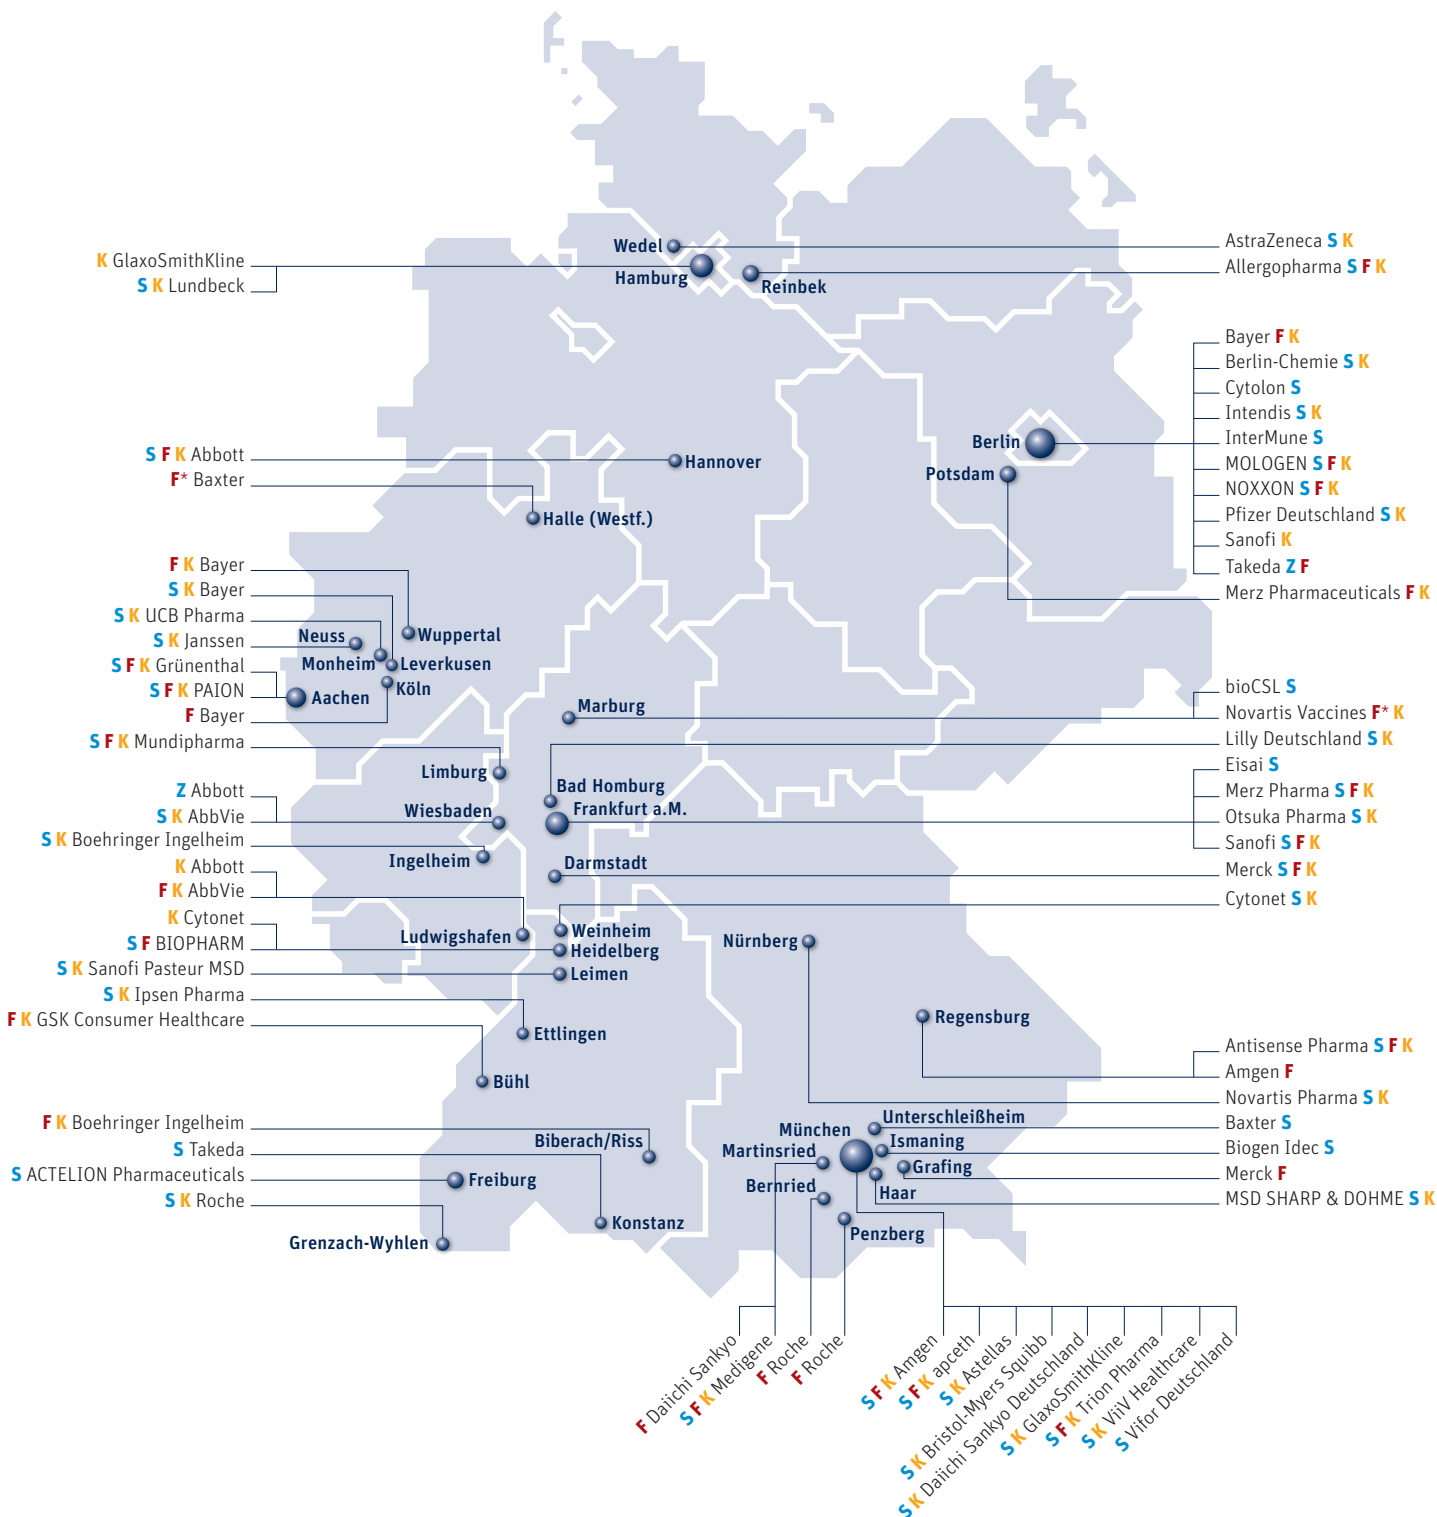 K GlaxoSmithKline
S K Lundbeck
S F K Abbott
F* Baxter
F K Bayer
S K Bayer
S K UCB Pharma
S K Janssen
S F K Grünenthal
S F K PAION
F Bayer
S F K Mundipharma
Z Abbott
S K AbbVie
S K Boehringer Ingelheim
K Abbott
F K AbbVie
K Cytonet
S F BIOPHARM
S K Sanofi Pasteur MSD
S K Ipsen Pharma
F K GSK Consumer Healthcare
F K Boehringer Ingelheim
S Takeda
S ACTELION Pharmaceuticals
S K Roche
Wedel
Hamburg
Reinbek
Berlin
Potsdam
Hannover
Halle (Westf.)
Neuss
Wuppertal
Monheim
Leverkusen
Aachen
Köln
Marburg
Limburg
Bad Homburg
Wiesbaden
Frankfurt a.M.
Ingelheim
Darmstadt
Ludwigshafen
Weinheim
Heidelberg
Leimen
Nürnberg
Ettlingen
Regensburg
Bühl
Biberach/Riss
Freiburg
Konstanz
Grenzach-Wyhlen
Unterschleißheim
München
Ismaning
Martinsried
Grafing
Bernried
Haar
Penzberg
AstraZeneca S K
Allergopharma S F K
Bayer F K
Berlin-Chemie S K
Cytolon S
Intendis S K
InterMune S
MOLOGEN S F K
NOXXON S F K
Pfizer Deutschland S K
Sanofi K
Takeda Z F
Merz Pharmaceuticals F K
bioCSL S
Novartis Vaccines F* K
Lilly Deutschland S K
Eisai S
Merz Pharma S F K
Otsuka Pharma S K
Sanofi S F K
Merck S F K
Cytonet S K
Antisense Pharma S F K
Amgen F
Novartis Pharma S K
Baxter S
Biogen Idec S
Merck F
MSD SHARP & DOHME S K
F Daiichi Sankyo
S F K Medigene
F Roche
F Roche
S F K Amgen
S F K apceth
S K Astellas
S K Bristol-Myers Squibb
S K Daiichi Sankyo Deutschland
S K GlaxoSmithKline
S F K Trion Pharma
S K ViiV Healthcare
S Vifor Deutschland